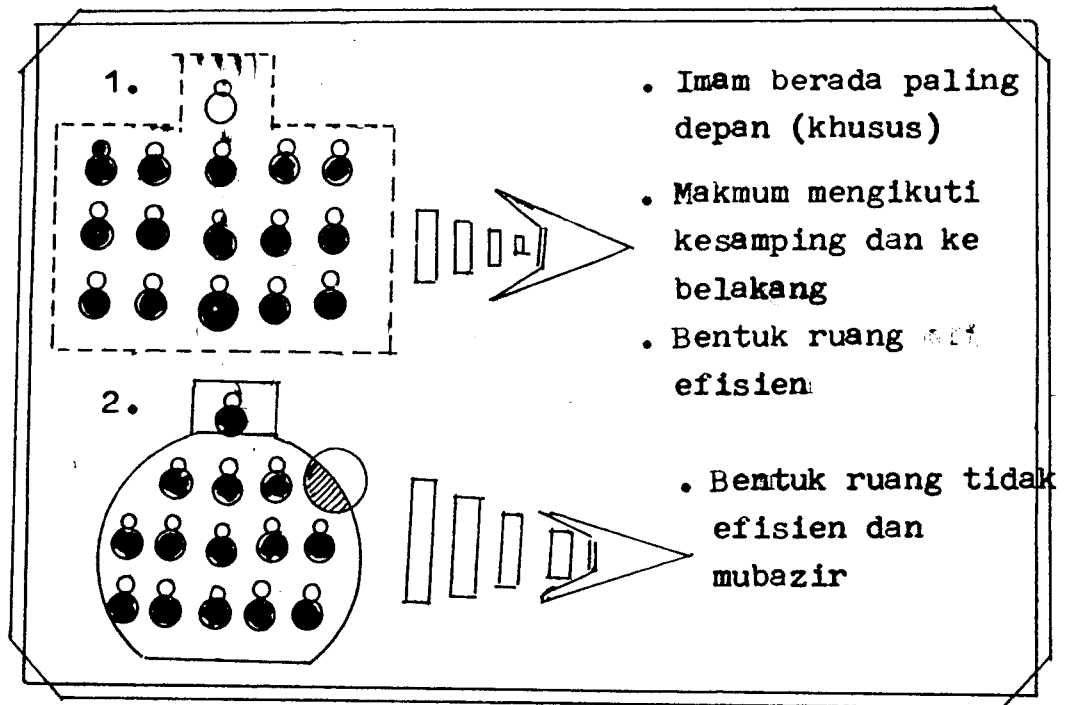 1.
. Imam berada paling
depan (khusus)
. Makmum mengikuti
kesamping dan ke
belakang
. Bentuk ruang
efisien
2.
. Bentuk ruang tidak
efisien dan
mubazir